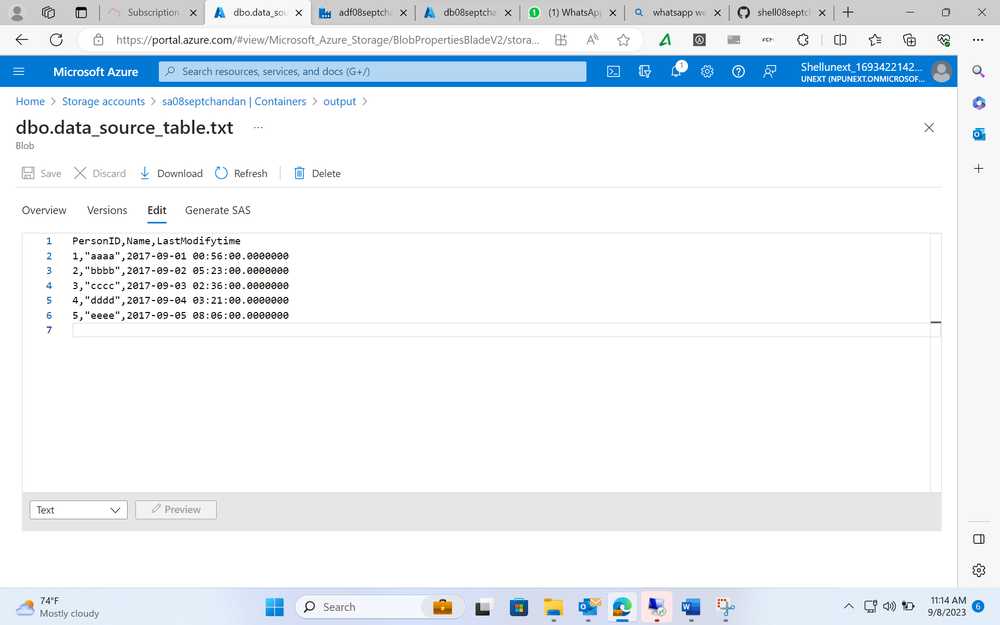 Subscription
dbo.data_sou
adf08septcha
db08septcha
(1) WhatsApp
whatsapp we
shell08septch
https://portal.azure.com/#view/Microsoft_Azure_Storage/BlobPropertiesBladeV2/stora...
FCM
Microsoft Azure
Search resources, services, and docs (G+/)
1
Shellunext_1693422142...
UNEXT (NPUNEXT.ONMICROSOF...
Home > Storage accounts > sa08septchandan | Containers > output >
dbo.data_source_table.txt ...
Blob
Save Discard Download Refresh Delete
Overview Versions Edit Generate SAS
1 PersonID,Name,LastModifytime
2 1,"aaaa",2017-09-01 00:56:00.0000000
3 2,"bbbb",2017-09-02 05:23:00.0000000
4 3,"cccc",2017-09-03 02:36:00.0000000
5 4,"dddd",2017-09-04 03:21:00.0000000
6 5,"eeee",2017-09-05 08:06:00.0000000
7
Text Preview
74°F
Mostly cloudy
Search
11:14 AM
9/8/2023
6